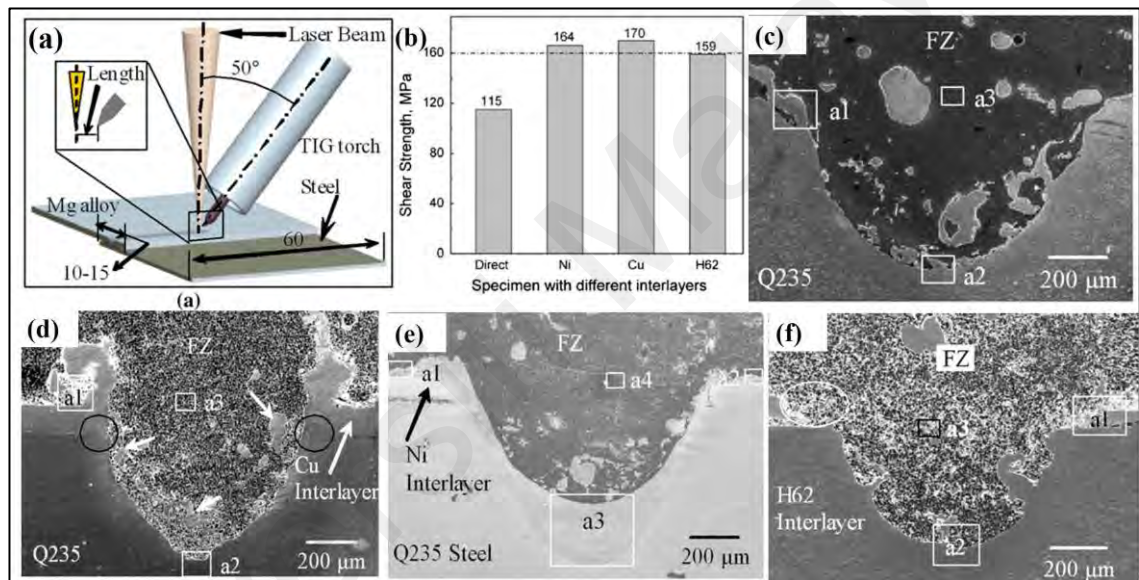 (a)
Laser Beam
50°
Length
TIG torch
Steel
Mg alloy
60
10-15
(a)
(b)
Shear Strength, MPa
160
120
80
40
0
115
164
170
159
Direct
Ni
Cu
H62
Specimen with different interlayers
(c)
FZ
a1
a3
a2
Q235
200 μm
(d)
FZ
a1
a3
Cu
Interlayer
Q235
a2
200 μm
(e)
FZ
a1
a4
a2
Ni
Interlayer
a3
Q235 Steel
200 μm
(f)
FZ
a3
a1
H62
Interlayer
a2
200 μm